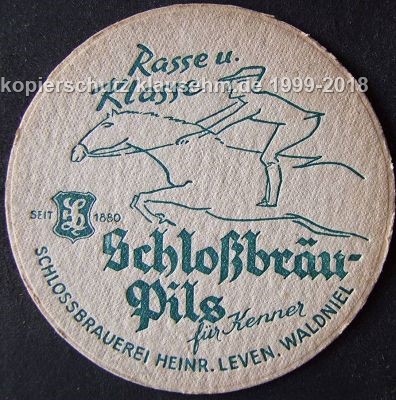 Rasse u.
Klasse
kopierschutz klausehm.de 1999-2018
SEIT 1880
Schloßbräu-
Pils
für Kenner
SCHLOSSBRAUEREI HEINR. LEVEN. WALDNIEL